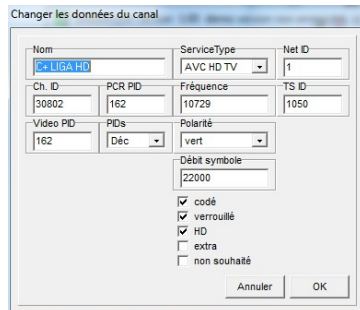 Changer les données du canal
Nom ServiceType Net ID
C+ LIGA HD AVC HD TV 1
Ch. ID PCR PID Fréquence TS ID
30802 162 10729 1050
Video PID PIDs Polarité
162 Déc vert
Débit symbole
22000
codé
verrouillé
HD
extra
non souhaité
Annuler OK